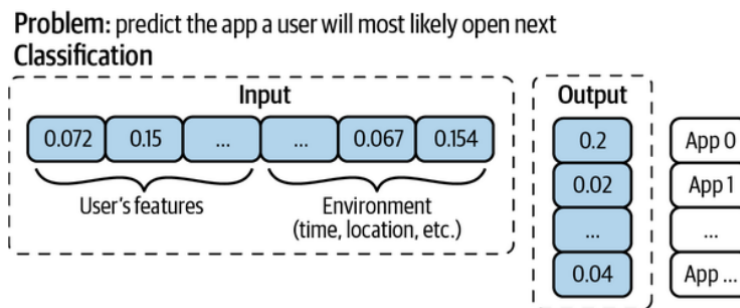 Problem: predict the app a user will most likely open next
Classification
Input
0.072 0.15 ... ... 0.067 0.154
User's features
Environment
(time, location, etc.)
Output
0.2 App 0
0.02 App 1
... ...
0.04 App ...